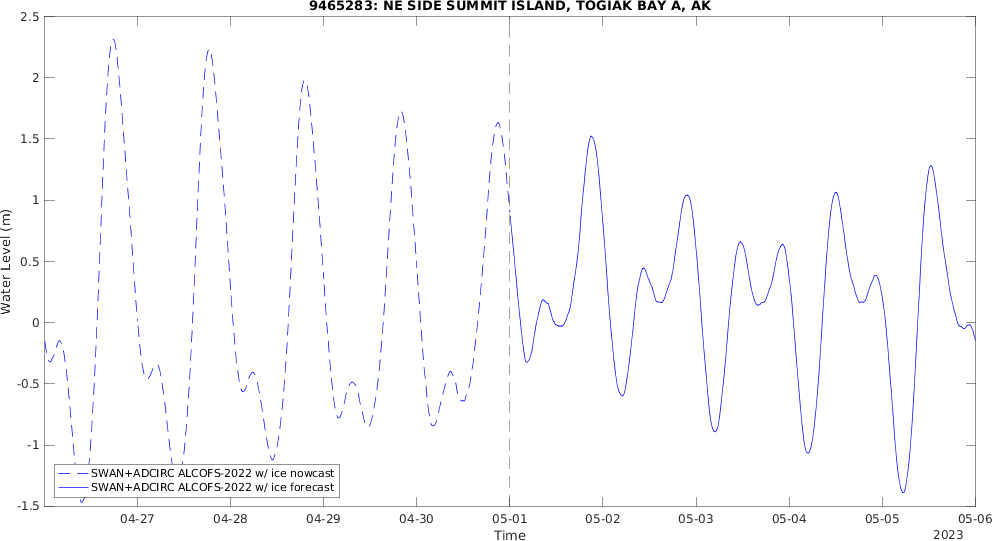 9465283: NE SIDE SUMMIT ISLAND, TOGIAK BAY A, AK
2.5
2
1.5
1
0.5
0
-0.5
-1
-1.5
Water Level (m)
SWAN+ADCIRC ALCOFS-2022 w/ ice nowcast
SWAN+ADCIRC ALCOFS-2022 w/ ice forecast
04-27 04-28 04-29 04-30 05-01 05-02 05-03 05-04 05-05 05-06
Time
2023